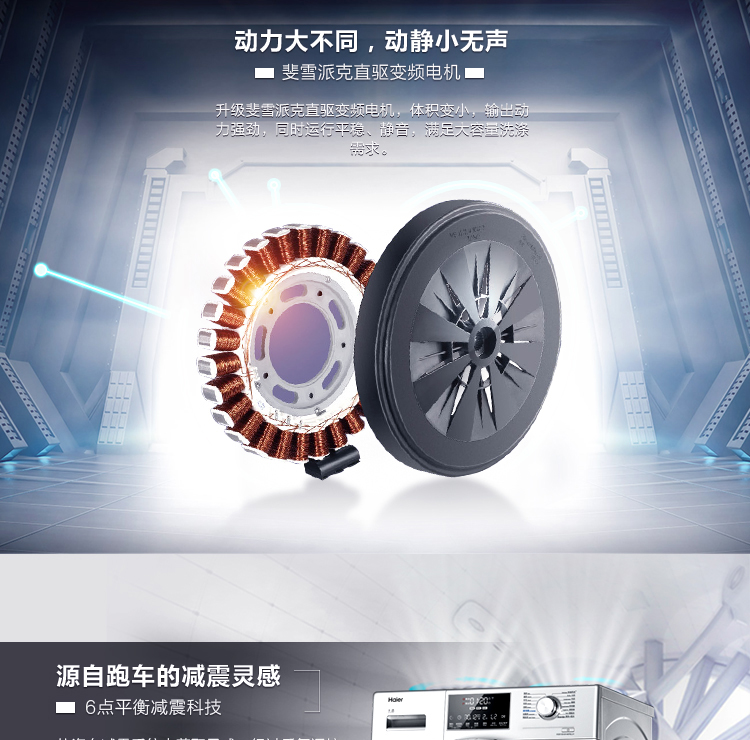 动力大不同，动静小无声
斐雪派克直驱变频电机
升级斐雪派克直驱变频电机，体积变小，输出动
力强劲，同时运行平稳、静音，满足大容量洗涤
需求。
源自跑车的减震灵感
6点平衡减震科技
Haier